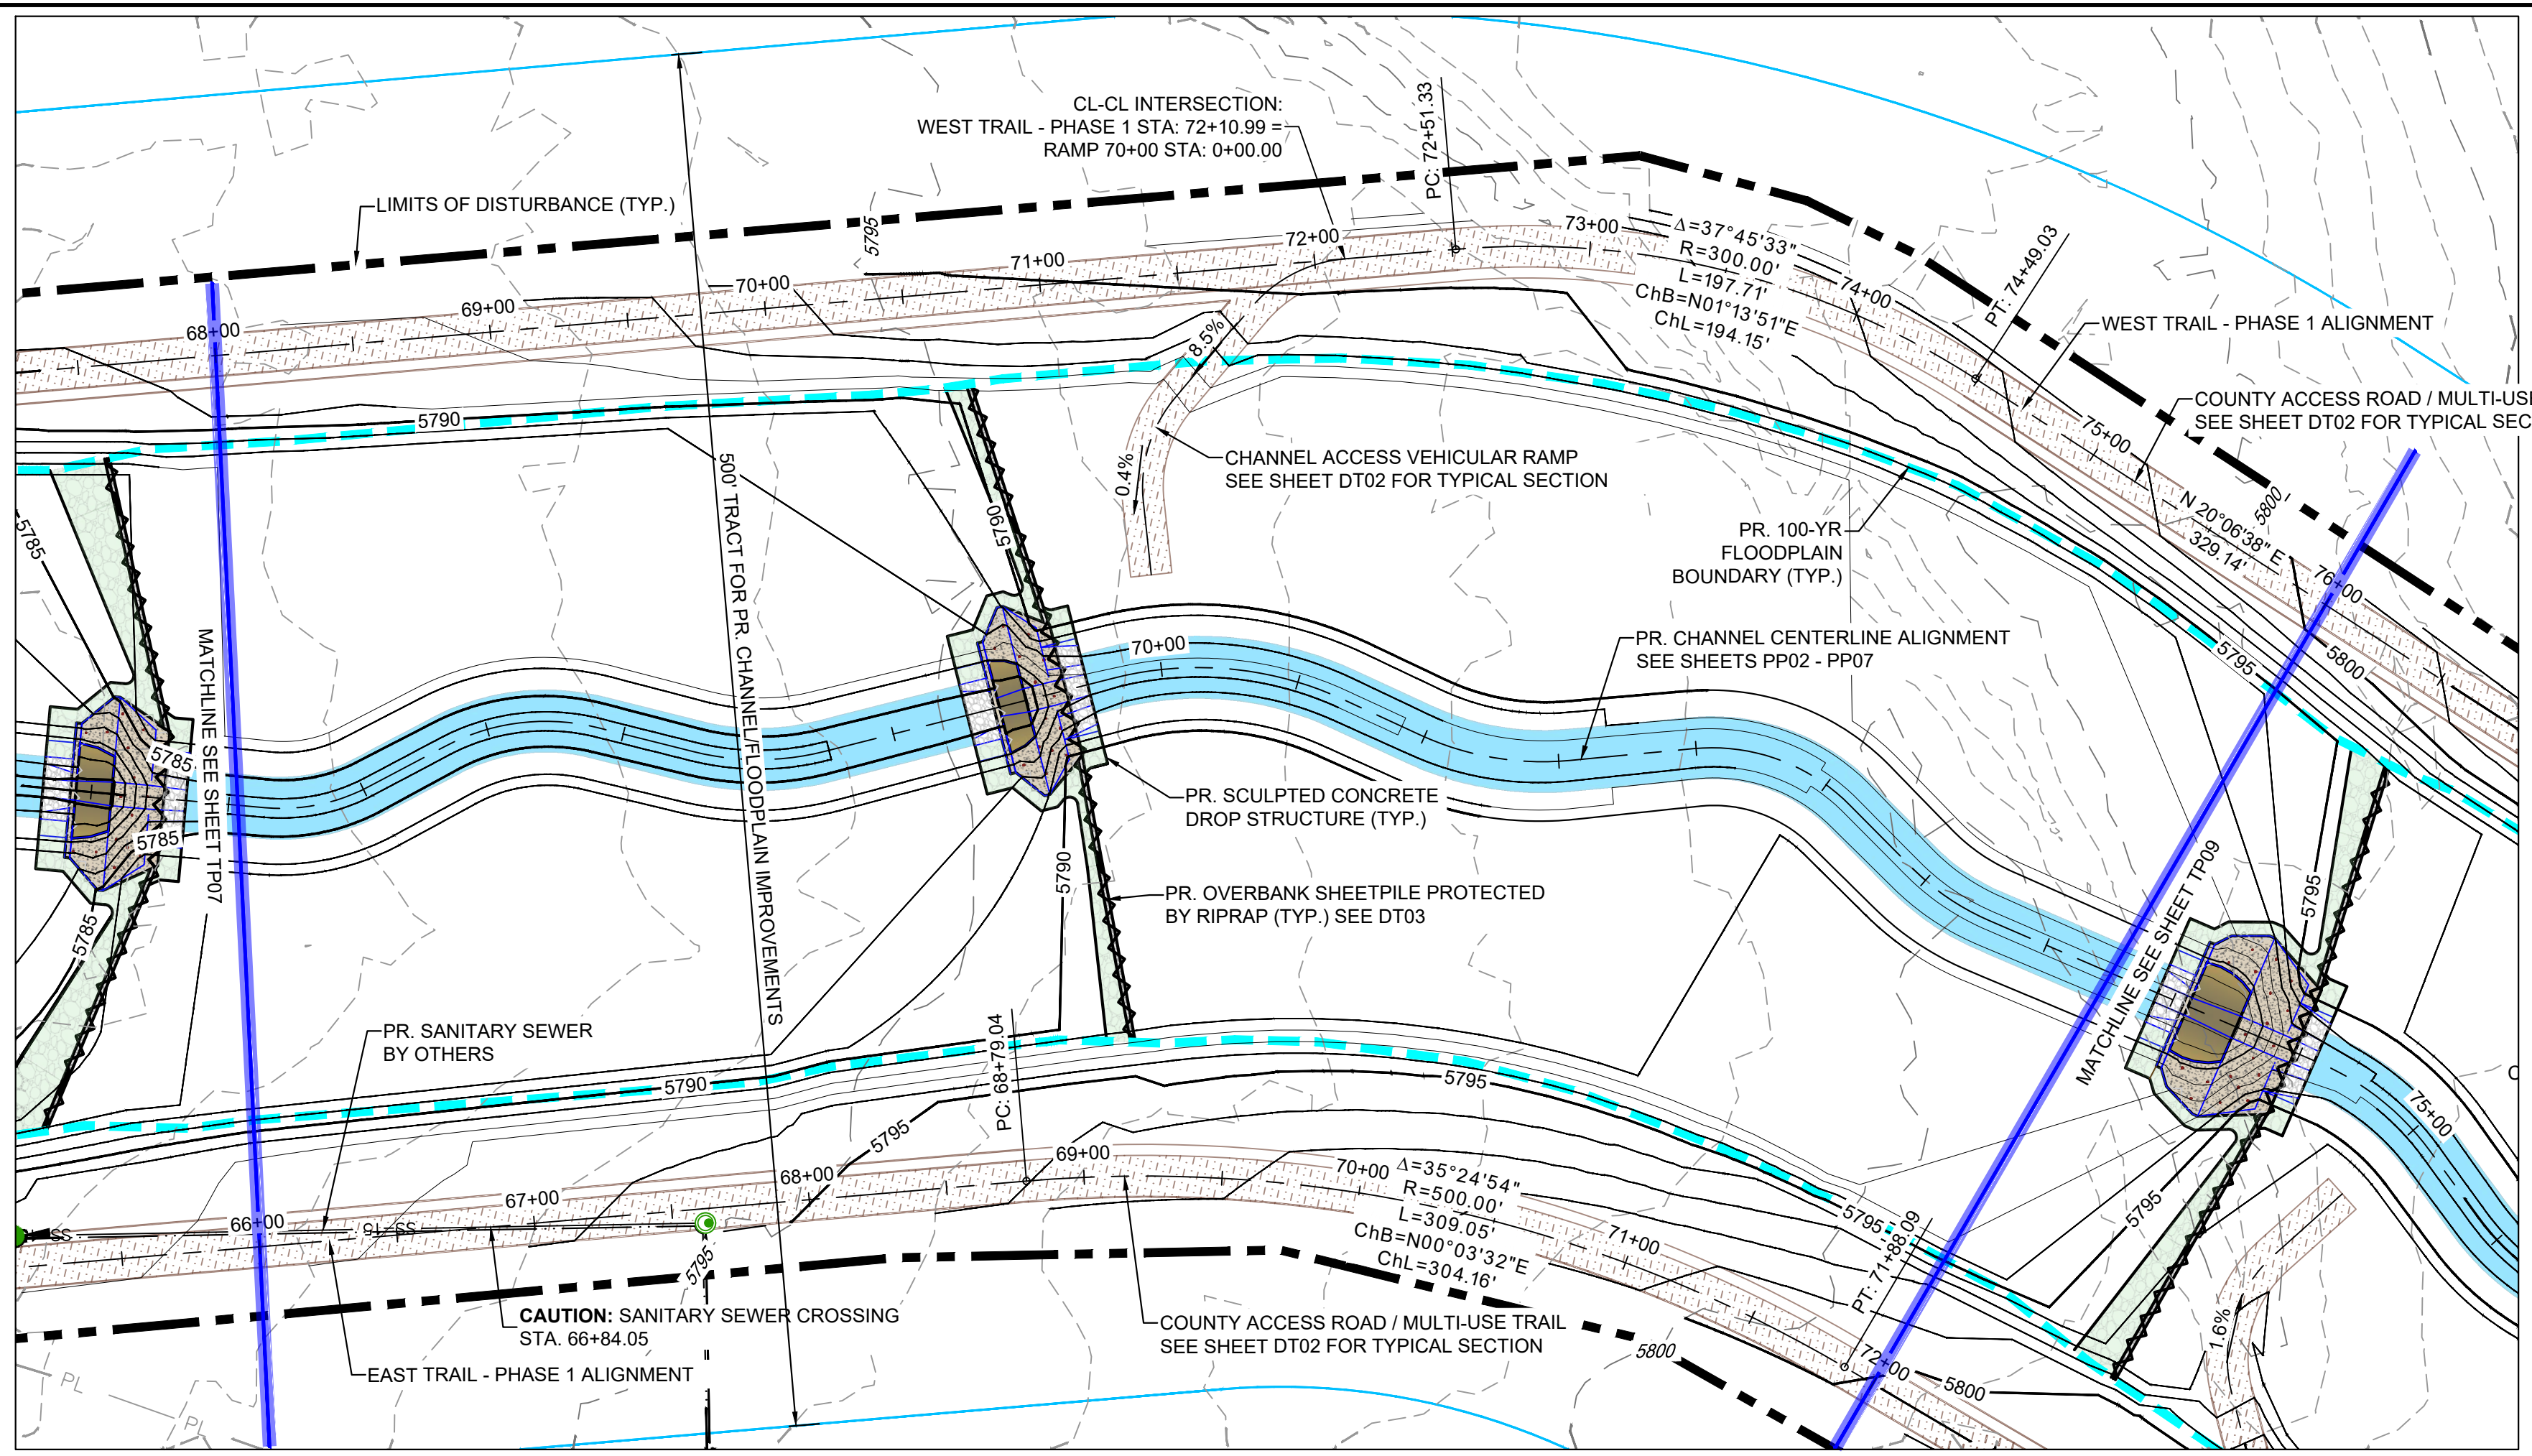 CL-CL INTERSECTION:
WEST TRAIL - PHASE 1 STA: 72+10.99 =
RAMP 70+00 STA: 0+00.00
PC: 72+51.33
LIMITS OF DISTURBANCE (TYP.)
5795
68+00
69+00
70+00
71+00
72+00
73+00
Δ=37°45'33"
R=300.00'
L=197.71'
ChB=N01°13'51"E
ChL=194.15'
74+00
PT: 74+49.03
WEST TRAIL - PHASE 1 ALIGNMENT
COUNTY ACCESS ROAD / MULTI-USE
SEE SHEET DT02 FOR TYPICAL SEC
75+00
5800
N 20°06'38" E
329.14'
76+00
8.5%
0.4%
5790
CHANNEL ACCESS VEHICULAR RAMP
SEE SHEET DT02 FOR TYPICAL SECTION
PR. 100-YR
FLOODPLAIN
BOUNDARY (TYP.)
5785
5790
500' TRACT FOR PR. CHANNEL/FLOODPLAIN IMPROVEMENTS
MATCHLINE SEE SHEET TP07
70+00
PR. CHANNEL CENTERLINE ALIGNMENT
SEE SHEETS PP02 - PP07
5795
5800
5785
5785
PR. SCULPTED CONCRETE
DROP STRUCTURE (TYP.)
5790
PR. OVERBANK SHEETPILE PROTECTED
BY RIPRAP (TYP.) SEE DT03
5785
MATCHLINE SEE SHEET TP09
5795
PR. SANITARY SEWER
BY OTHERS
PC: 68+79.04
5790
5795
5795
75+00
C
66+00
67+00
68+00
69+00
70+00
Δ=35°24'54"
R=500.00'
L=309.05'
ChB=N00°03'32"E
ChL=304.16'
71+00
5795
PT: 71+88.09
5795
SS
SS
5795
CAUTION: SANITARY SEWER CROSSING
STA. 66+84.05
EAST TRAIL - PHASE 1 ALIGNMENT
COUNTY ACCESS ROAD / MULTI-USE TRAIL
SEE SHEET DT02 FOR TYPICAL SECTION
5800
72+00
5800
1.6%
PL
PL